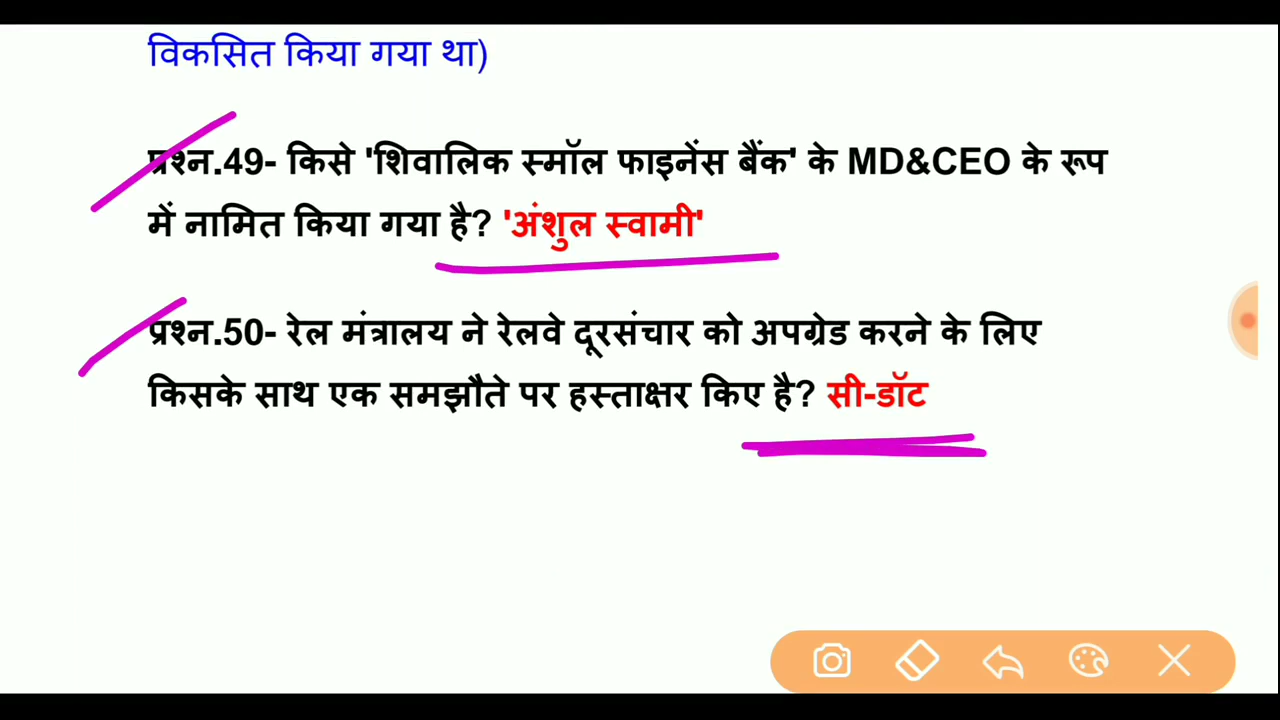 विकसित किया गया था)
प्रश्न.49- किसे 'शिवालिक स्मॉल फाइनेंस बैंक' के MD&CEO के रूप
में नामित किया गया है? 'अंशुल स्वामी'
प्रश्न.50- रेल मंत्रालय ने रेलवे दूरसंचार को अपग्रेड करने के लिए
किसके साथ एक समझौते पर हस्ताक्षर किए है? सी-डॉट